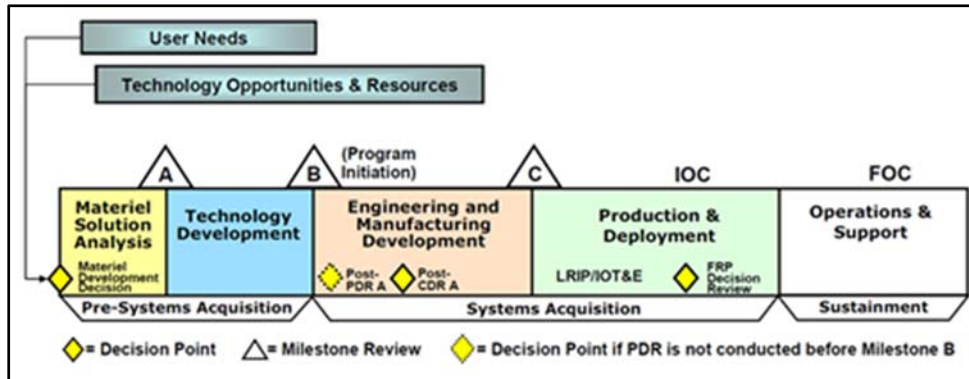 User Needs
Technology Opportunities & Resources
A
B
(Program
Initiation)
C
IOC
FOC
Materiel
Solution
Analysis
Materiel
Development
Decision
Technology
Development
Engineering and
Manufacturing
Development
Post-
PDR A
Post-
CDR A
Production &
Deployment
LRIP/IOT&E
FRP
Decision
Review
Operations &
Support
Pre-Systems Acquisition
Systems Acquisition
Sustainment
= Decision Point
= Milestone Review
= Decision Point if PDR is not conducted before Milestone B